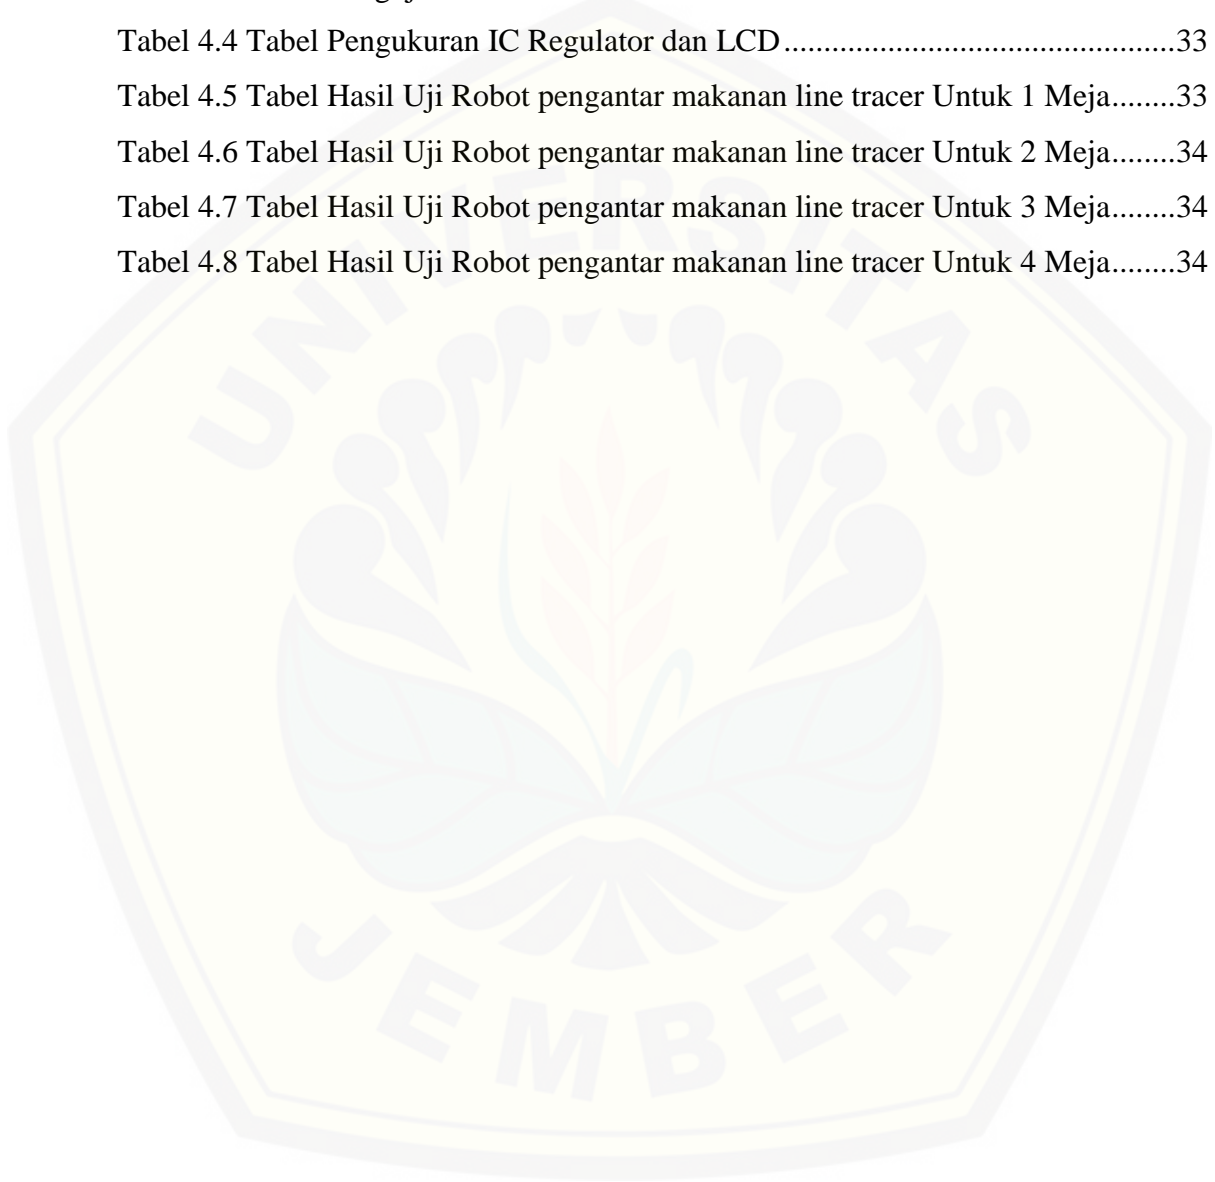 Tabel 4.4 Tabel Pengukuran IC Regulator dan LCD...............................................33
Tabel 4.5 Tabel Hasil Uji Robot pengantar makanan line tracer Untuk 1 Meja........33
Tabel 4.6 Tabel Hasil Uji Robot pengantar makanan line tracer Untuk 2 Meja........34
Tabel 4.7 Tabel Hasil Uji Robot pengantar makanan line tracer Untuk 3 Meja........34
Tabel 4.8 Tabel Hasil Uji Robot pengantar makanan line tracer Untuk 4 Meja........34
UNIVERSITAS
JEMBER